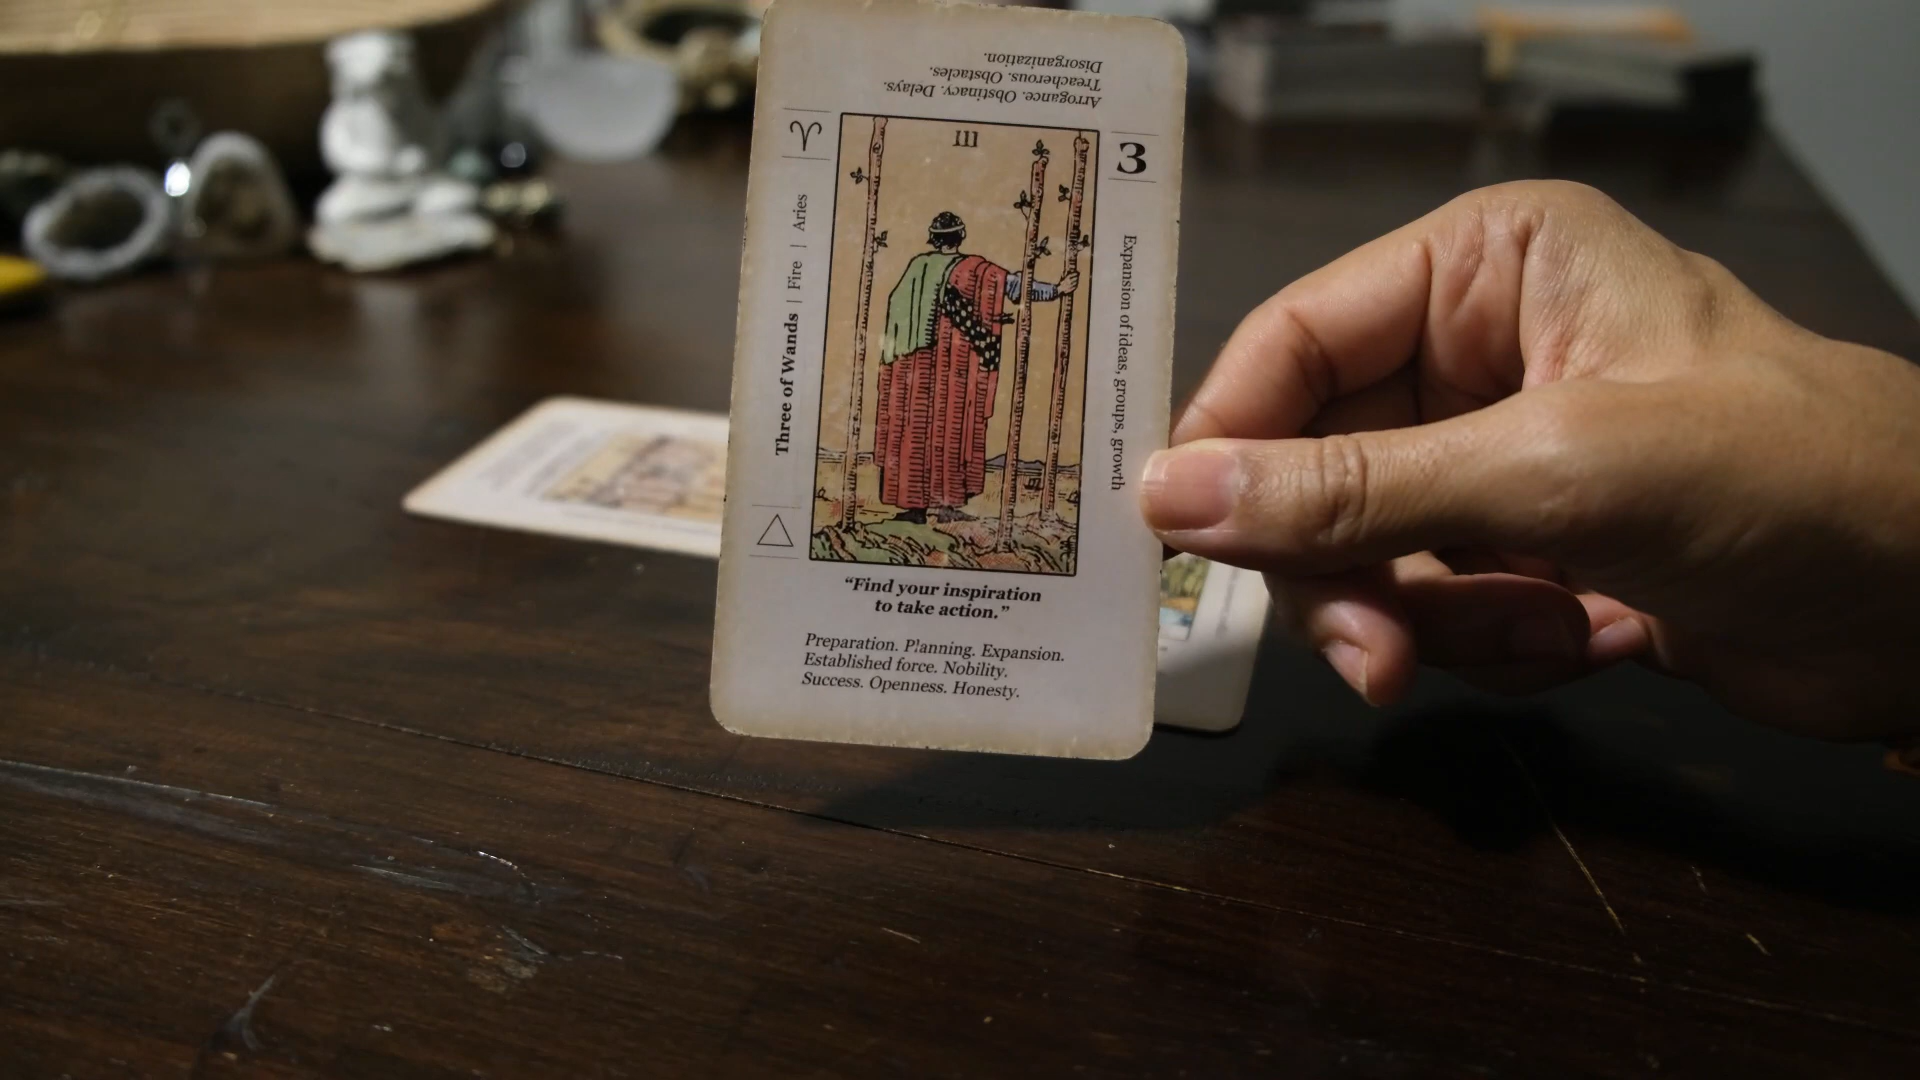 Arrogance. Obstinacy. Delays.
Treacherous. Obstacles.
Disorganization.
III
3
Three of Wands | Fire | Aries
Expansion of ideas, groups, growth
“Find your inspiration
to take action.”
Preparation. Planning. Expansion.
Established force. Nobility.
Success. Openness. Honesty.